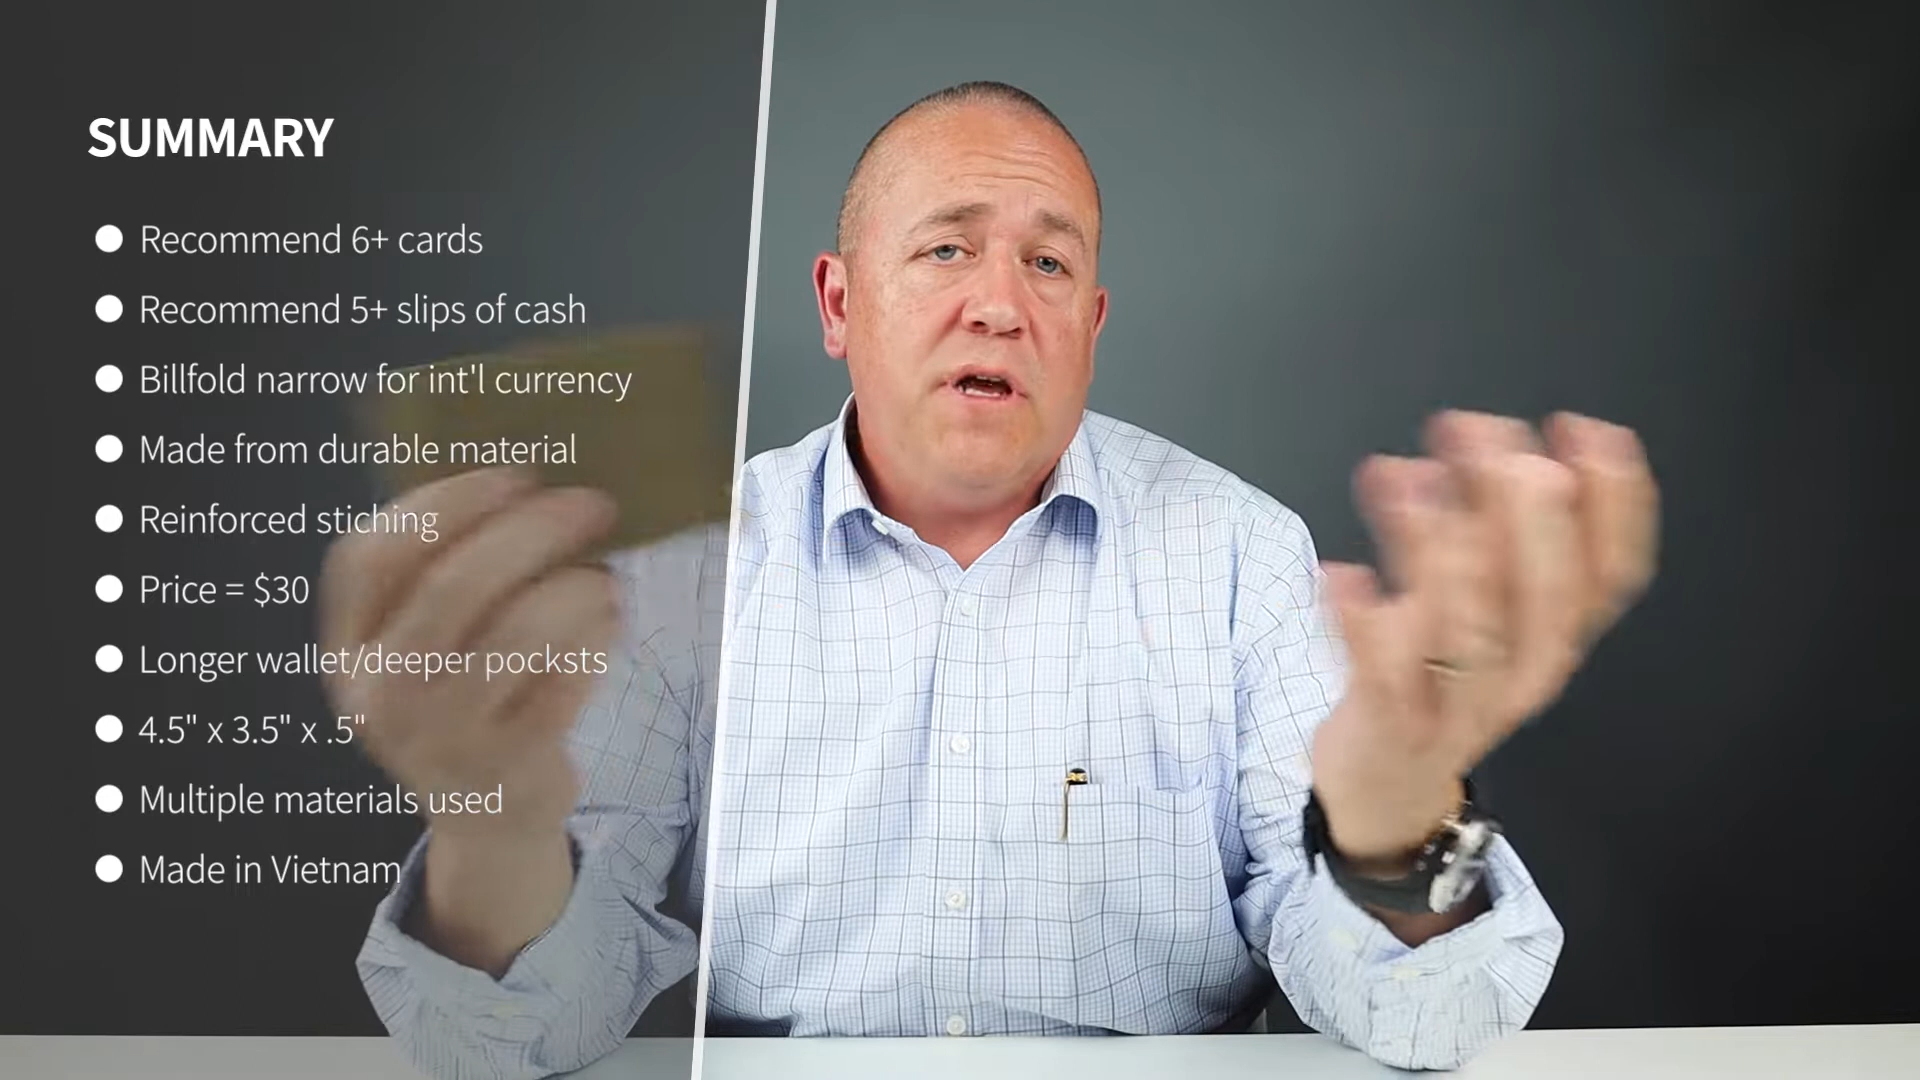 SUMMARY
Recommend 6+ cards
Recommend 5+ slips of cash
Billfold narrow for int'l currency
Made from durable material
Reinforced stiching
Price = $30
Longer wallet/deeper pocksts
4.5" x 3.5" x .5"
Multiple materials used
Made in Vietnam